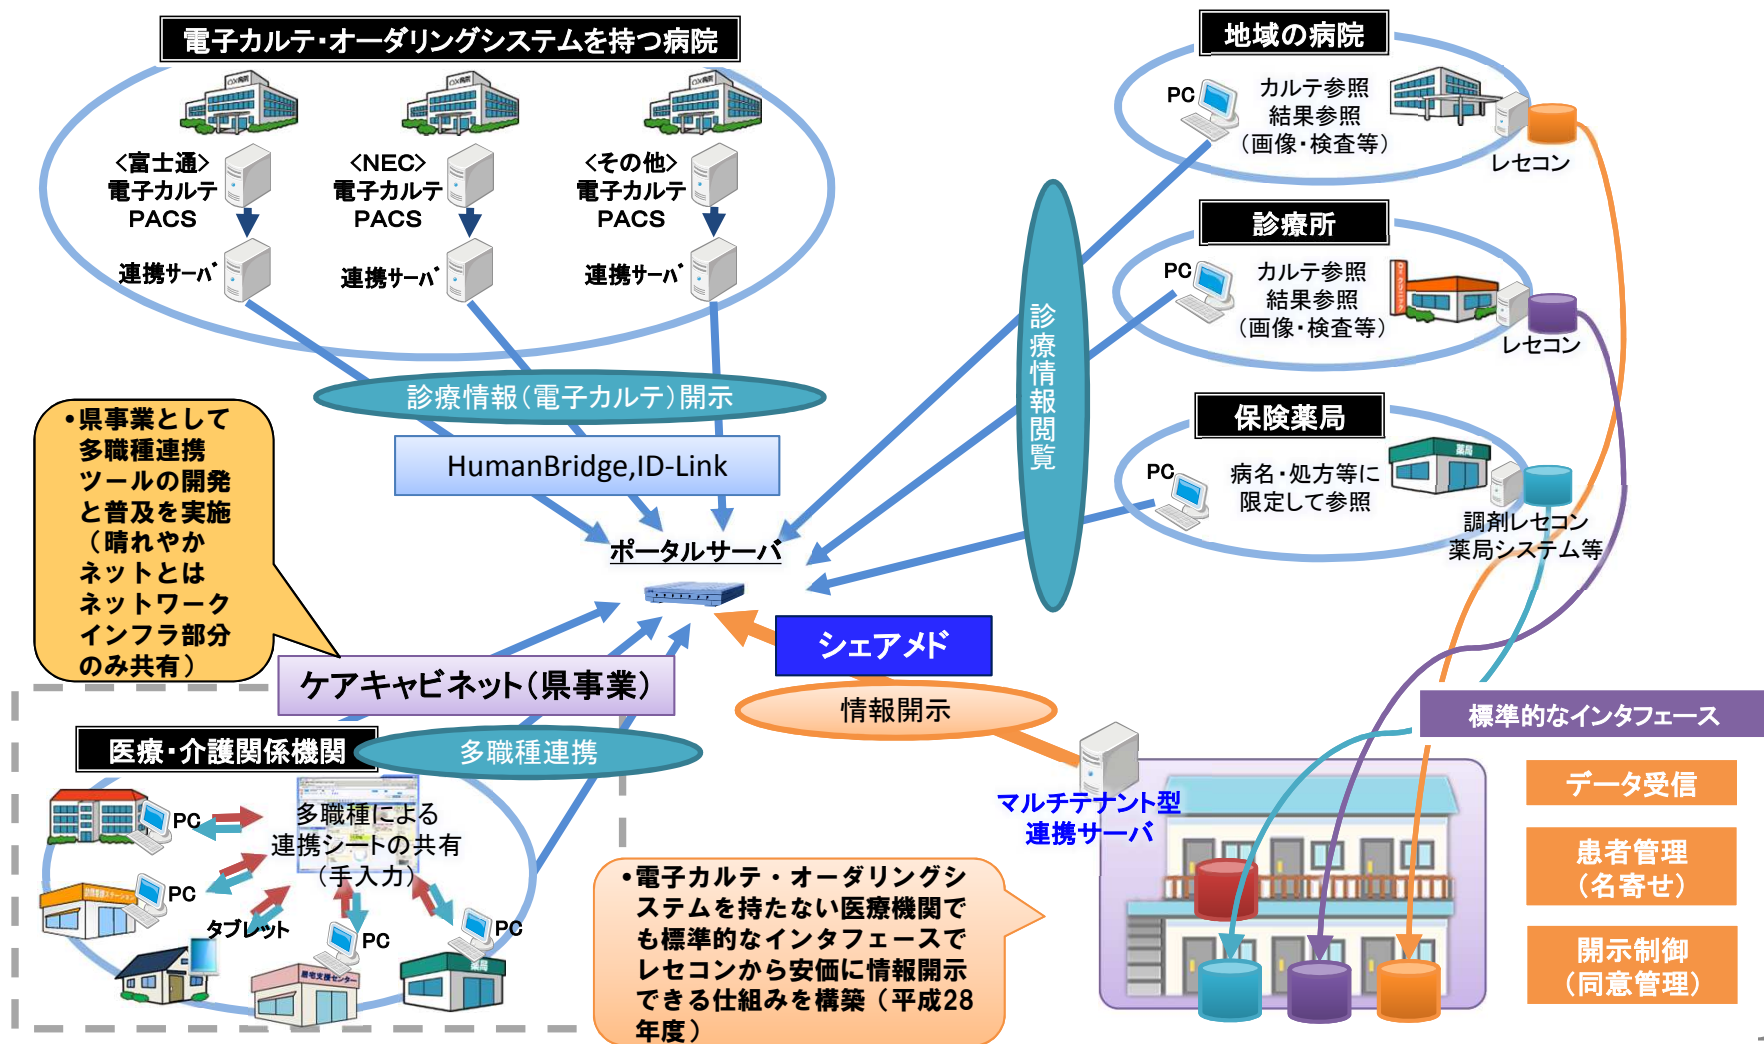 電子カルテ・オーダリングシステムを持つ病院
〇×病院
〇×病院
〇×病院
<富士通>
電子カルテ
PACS
連携サーバ
<NEC>
電子カルテ
PACS
連携サーバ
<その他>
電子カルテ
PACS
連携サーバ
診療情報(電子カルテ)開示
HumanBridge,ID-Link
ポータルサーバ
診療情報閲覧
地域の病院
PC
カルテ参照
結果参照
(画像・検査等)
レセコン
診療所
PC
カルテ参照
結果参照
(画像・検査等)
レセコン
保険薬局
PC
病名・処方等に
限定して参照
薬局
調剤レセコン
薬局システム等
•県事業として
多職種連携
ツールの開発
と普及を実施
(晴れやか
ネットとは
ネットワーク
インフラ部分
のみ共有)
ケアキャビネット(県事業)
シェアメド
情報開示
医療・介護関係機関
多職種連携
PC
多職種による
連携シートの共有
(手入力)
PC
タブレット
PC
居宅支援センター
PC
薬局
•電子カルテ・オーダリングシ
ステムを持たない医療機関で
も標準的なインタフェースで
レセコンから安価に情報開示
できる仕組みを構築(平成28
年度)
マルチテナント型
連携サーバ
標準的なインタフェース
データ受信
患者管理
(名寄せ)
開示制御
(同意管理)